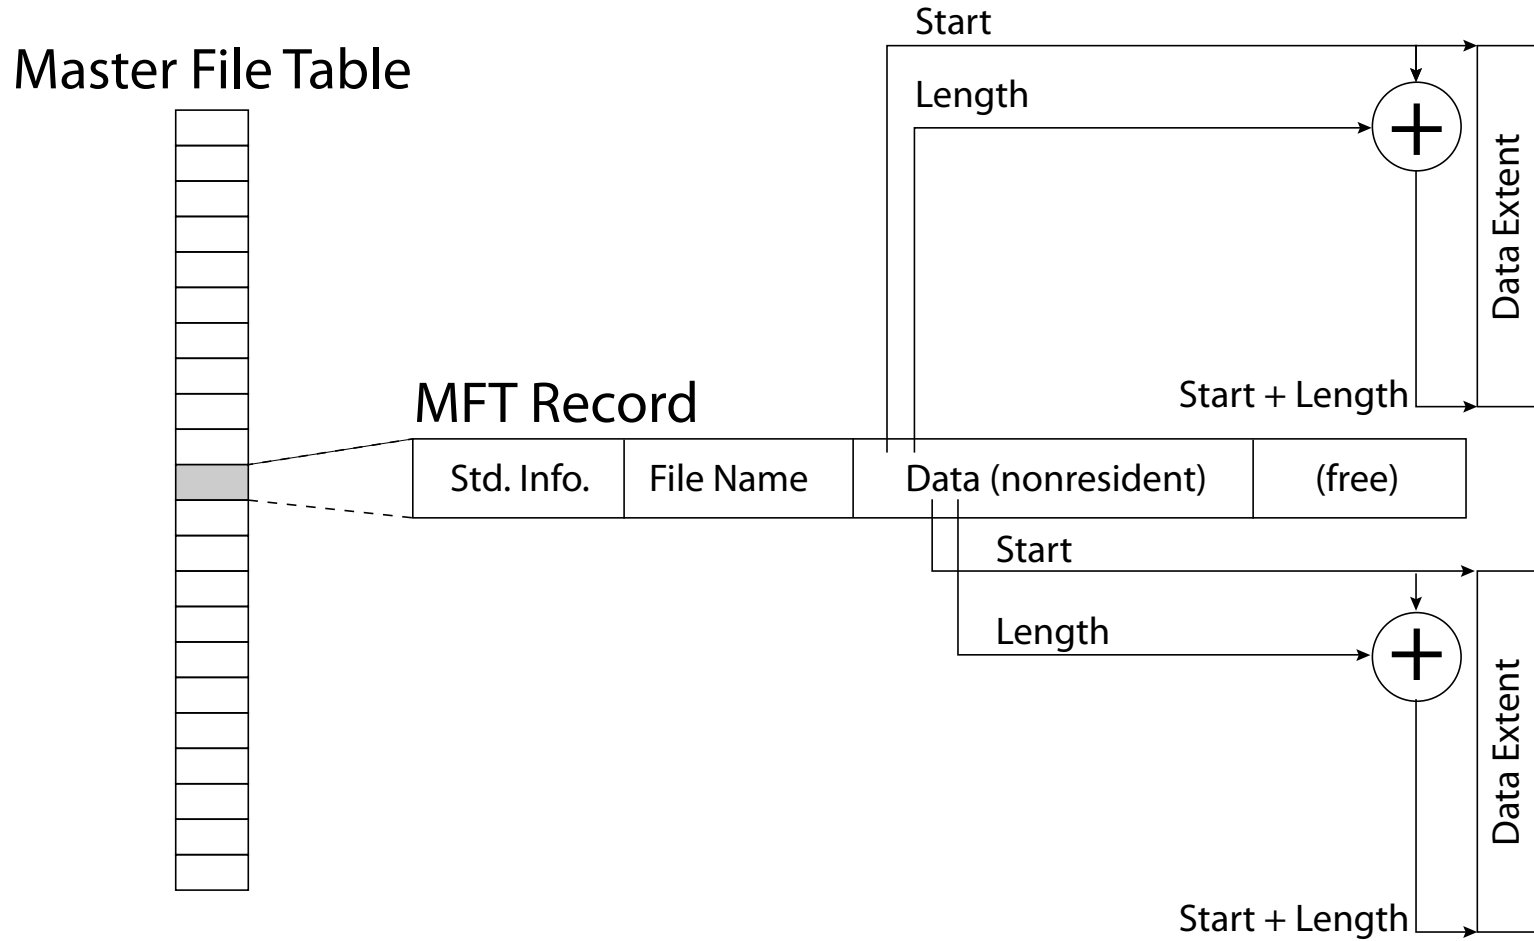 Start
Master File Table
Length
+
Data Extent
Start + Length
MFT Record
Std. Info.
File Name
Data (nonresident)
(free)
Start
Length
+
Data Extent
Start + Length